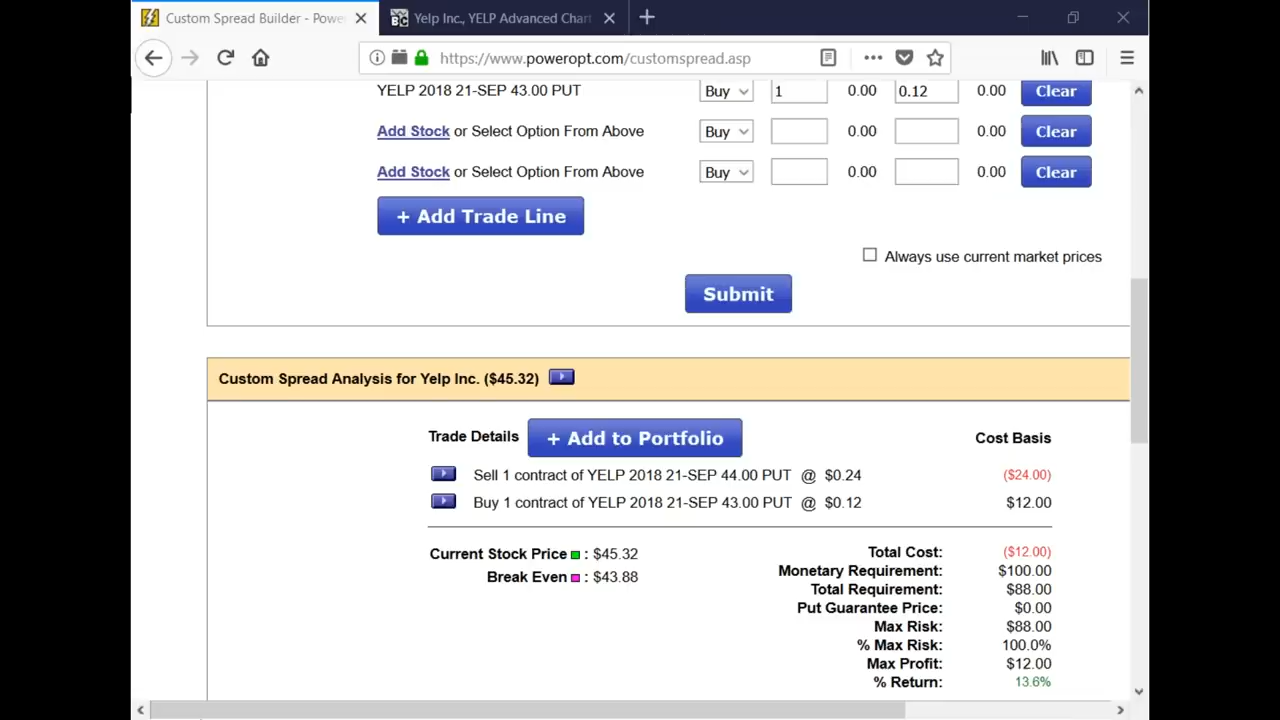 Custom Spread Builder - Powe
Yelp Inc., YELP Advanced Chart
https://www.poweropt.com/customspread.asp
YELP 2018 21-SEP 43.00 PUT Buy 1 0.00 0.12 0.00 Clear
Add Stock or Select Option From Above Buy 0.00 0.00 Clear
Add Stock or Select Option From Above Buy 0.00 0.00 Clear
+ Add Trade Line
Always use current market prices
Submit
Custom Spread Analysis for Yelp Inc. ($45.32)
Trade Details + Add to Portfolio Cost Basis
Sell 1 contract of YELP 2018 21-SEP 44.00 PUT @ $0.24 ($24.00)
Buy 1 contract of YELP 2018 21-SEP 43.00 PUT @ $0.12 $12.00
Current Stock Price : $45.32
Break Even : $43.88
Total Cost: ($12.00)
Monetary Requirement: $100.00
Total Requirement: $88.00
Put Guarantee Price: $0.00
Max Risk: $88.00
% Max Risk: 100.0%
Max Profit: $12.00
% Return: 13.6%